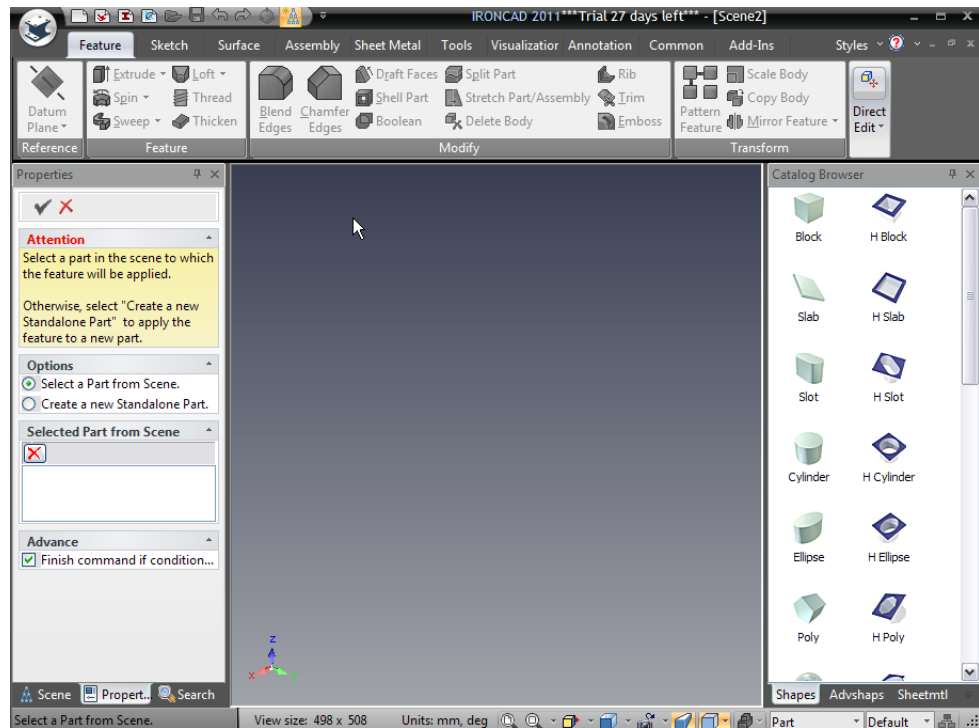 IRONCAD 2011***Trial 27 days left*** - [Scene2]
Feature Sketch Surface Assembly Sheet Metal Tools Visualizatior Annotation Common Add-Ins Styles
Extrude Loft Draft Faces Split Part Rib Scale Body
Spin Thread Shell Part Stretch Part/Assembly Trim Copy Body
Datum Plane Sweep Thicken Blend Edges Chamfer Edges Boolean Delete Body Emboss Pattern Feature Mirror Feature Direct Edit
Reference Feature Modify Transform
Properties
Attention
Select a part in the scene to which
the feature will be applied.
Otherwise, select "Create a new
Standalone Part" to apply the
feature to a new part.
Options
Select a Part from Scene.
Create a new Standalone Part.
Selected Part from Scene
Advance
Finish command if condition...
Scene Propert... Search
z
x
Catalog Browser
Block H Block
Slab H Slab
Slot H Slot
Cylinder H Cylinder
Ellipse H Ellipse
Poly H Poly
Shapes Advshaps Sheetmtl
Select a Part from Scene. View size: 498 x 508 Units: mm, deg Part Default